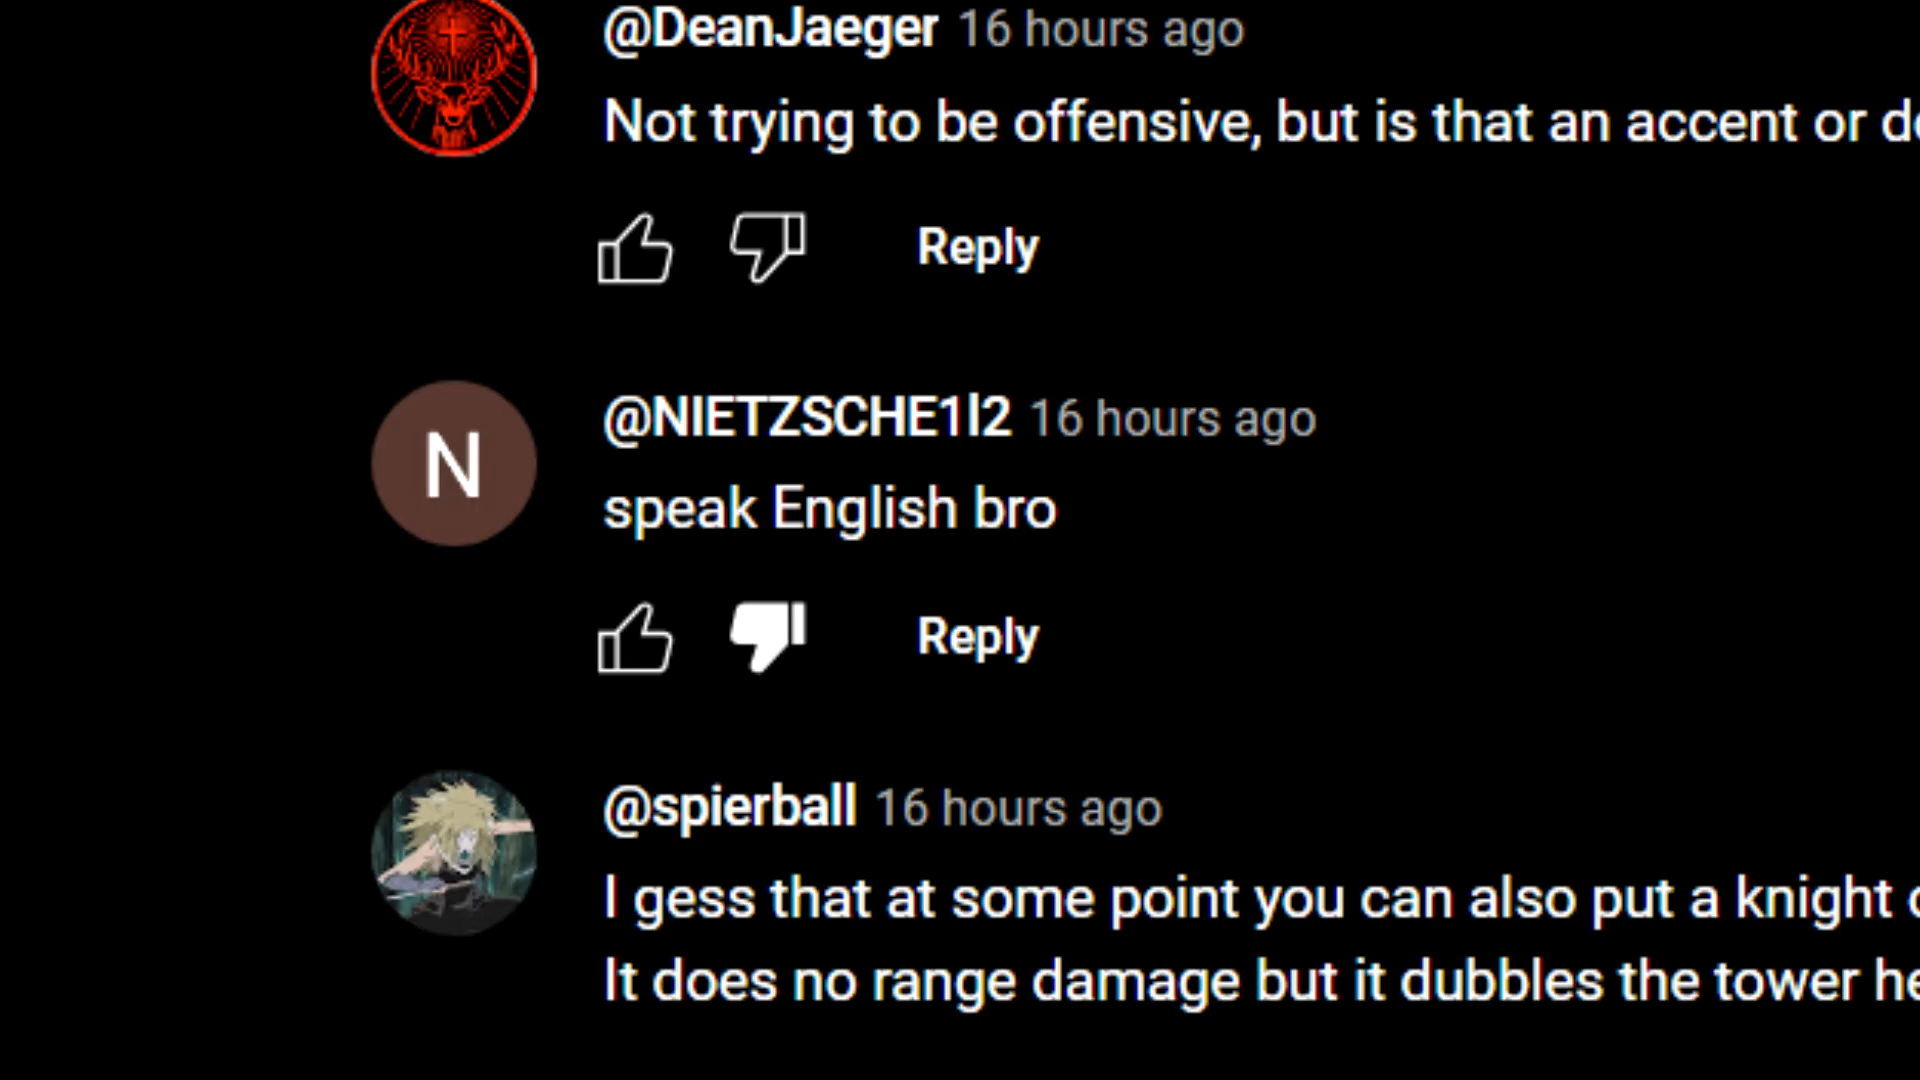 @DeanJaeger 16 hours ago
Not trying to be offensive, but is that an accent or
Reply
N
@NIETZSCHE1l2 16 hours ago
speak English bro
Reply
@spierball 16 hours ago
I gess that at some point you can also put a knight
It does no range damage but it dubbles the tower